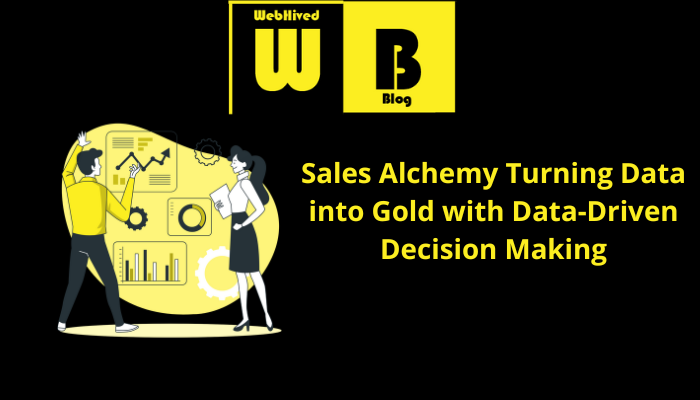 WebHived
W
B
Blog
Sales Alchemy Turning Data
into Gold with Data-Driven
Decision Making